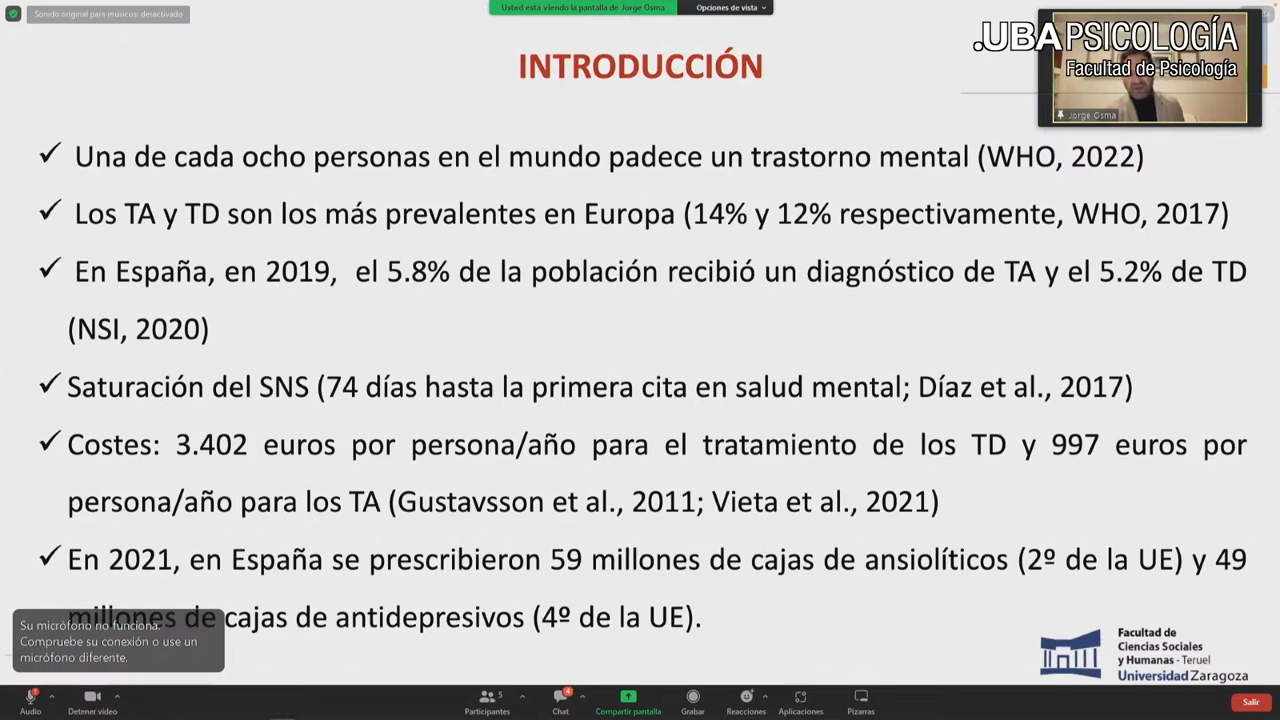 Sonido original para músicos: desactivado
Usted está viendo la pantalla de Jorge Osma
Opciones de vista
.UBAPSICOLOGÍA
Facultad de Psicología
Jorge Osma
INTRODUCCIÓN
✓ Una de cada ocho personas en el mundo padece un trastorno mental (WHO, 2022)
✓ Los TA y TD son los más prevalentes en Europa (14% y 12% respectivamente, WHO, 2017)
✓ En España, en 2019, el 5.8% de la población recibió un diagnóstico de TA y el 5.2% de TD
(NSI, 2020)
✓ Saturación del SNS (74 días hasta la primera cita en salud mental; Díaz et al., 2017)
✓ Costes: 3.402 euros por persona/año para el tratamiento de los TD y 997 euros por
persona/año para los TA (Gustavsson et al., 2011; Vieta et al., 2021)
✓ En 2021, en España se prescribieron 59 millones de cajas de ansiolíticos (2º de la UE) y 49
millones de cajas de antidepresivos (4º de la UE).
Su micrófono no funciona.
Compruebe su conexión o use un
micrófono diferente.
Facultad de
Ciencias Sociales
y Humanas - Teruel
Universidad Zaragoza
Audio
Detener video
Participantes
5
Chat
4
Compartir pantalla
Grabar
Reacciones
Aplicaciones
Pizarras
Salir